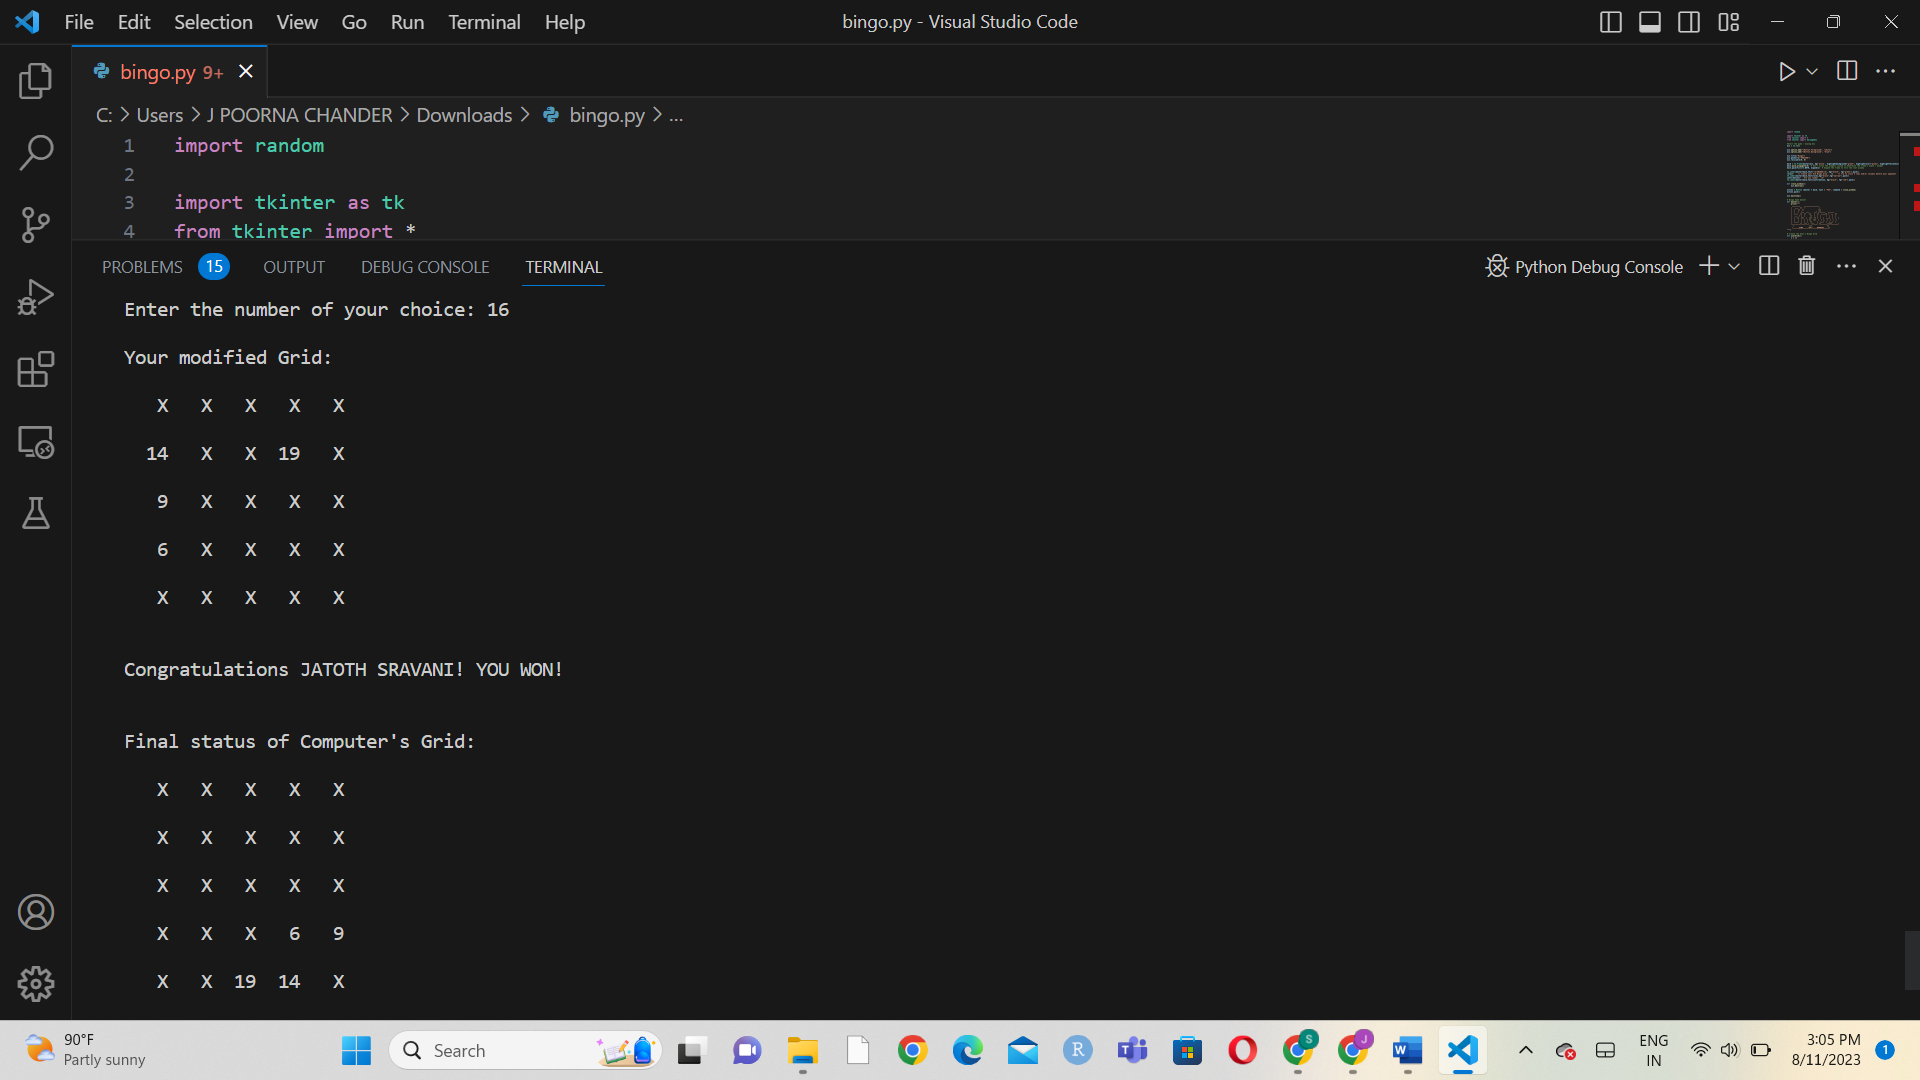 File Edit Selection View Go Run Terminal Help bingo.py - Visual Studio Code
bingo.py 9+
C: > Users > J POORNA CHANDER > Downloads > bingo.py > ...
1 import random
2
3 import tkinter as tk
4 from tkinter import *
PROBLEMS 15 OUTPUT DEBUG CONSOLE TERMINAL Python Debug Console
Enter the number of your choice: 16
Your modified Grid:
X X X X X
14 X X 19 X
9 X X X X
6 X X X X
X X X X X
Congratulations JATOTH SRAVANI! YOU WON!
Final status of Computer's Grid:
X X X X X
X X X X X
X X X X X
X X X 6 9
X X 19 14 X
90°F
Partly sunny
Search
S
J
R
T
W
ENG
IN
3:05 PM
8/11/2023
1